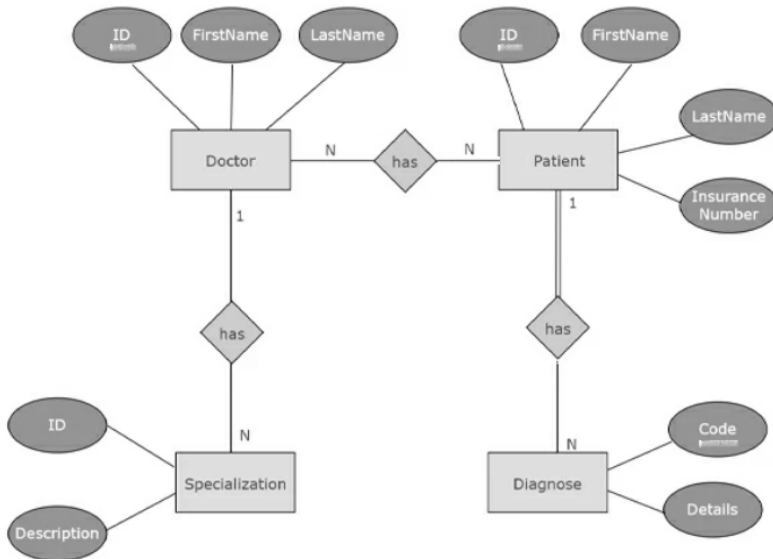 ID
FirstName
LastName
ID
FirstName
LastName
Doctor
N
has
N
Patient
Insurance
Number
1
1
has
has
ID
N
N
Code
Specialization
Diagnose
Description
Details